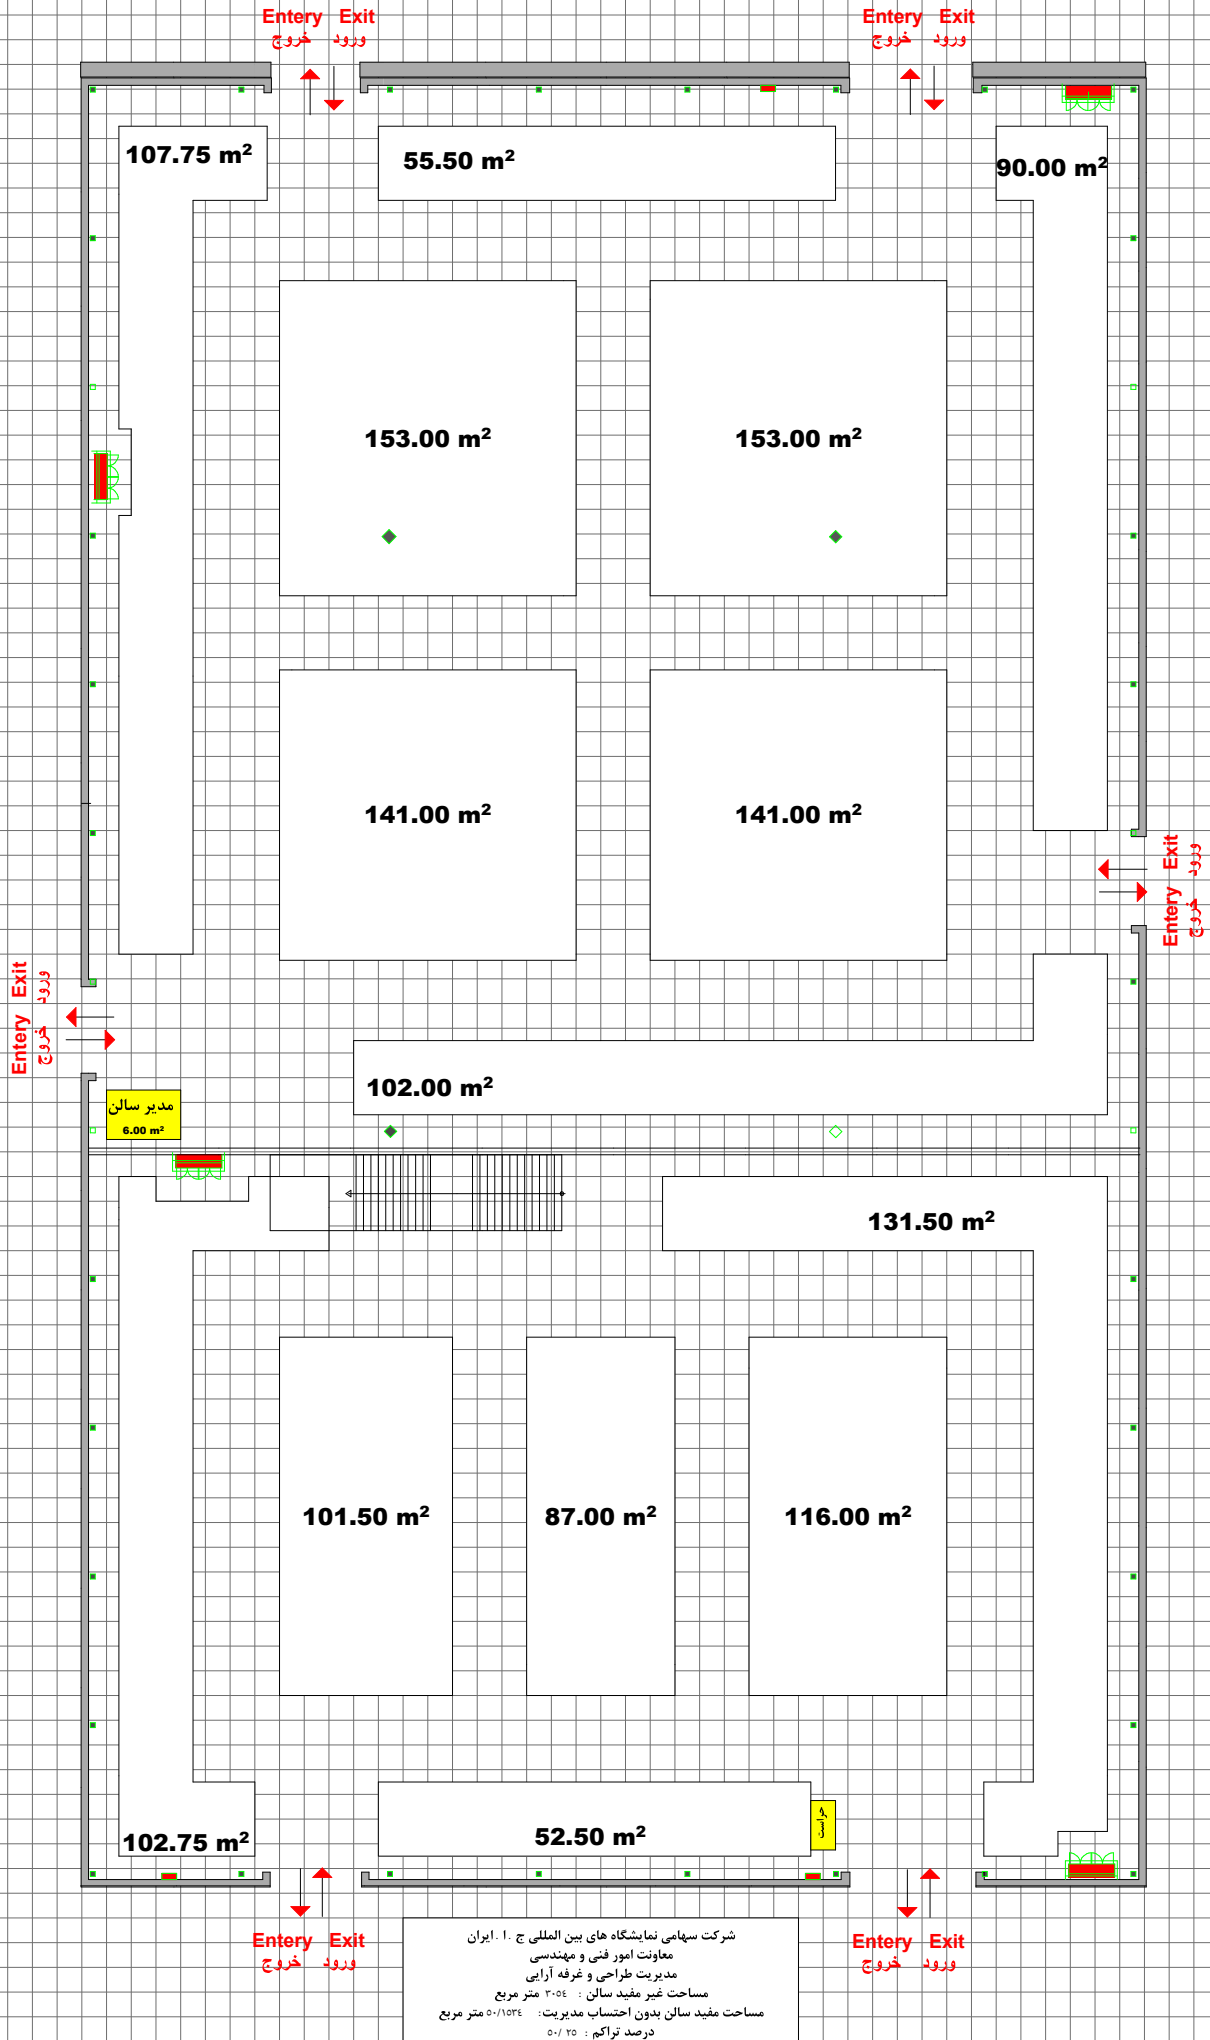 Entery Exit
خروج ورود
Entery Exit
خروج ورود
107.75 m²
55.50 m²
90.00 m²
153.00 m²
153.00 m²
141.00 m²
141.00 m²
Entery Exit
خروج ورود
Entery Exit
خروج ورود
102.00 m²
مدیر سالن
6.00 m²
131.50 m²
101.50 m²
87.00 m²
116.00 m²
حراست
102.75 m²
52.50 m²
Entery Exit
خروج ورود
Entery Exit
خروج ورود
شرکت سهامی نمایشگاه های بین المللی ج .ا .ایران
معاونت امور فنی و مهندسی
مدیریت طراحی و غرفه آرایی
مساحت غیر مفید سالن : ۳۰۵٤ متر مربع
مساحت مفید سالن بدون احتساب مدیریت: ۵۰/۱۵۳٤ متر مربع
درصد تراکم : ۲۵ /۵۰